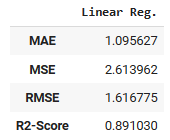 Linear Reg.
MAE 1.095627
MSE 2.613962
RMSE 1.616775
R2-Score 0.891030